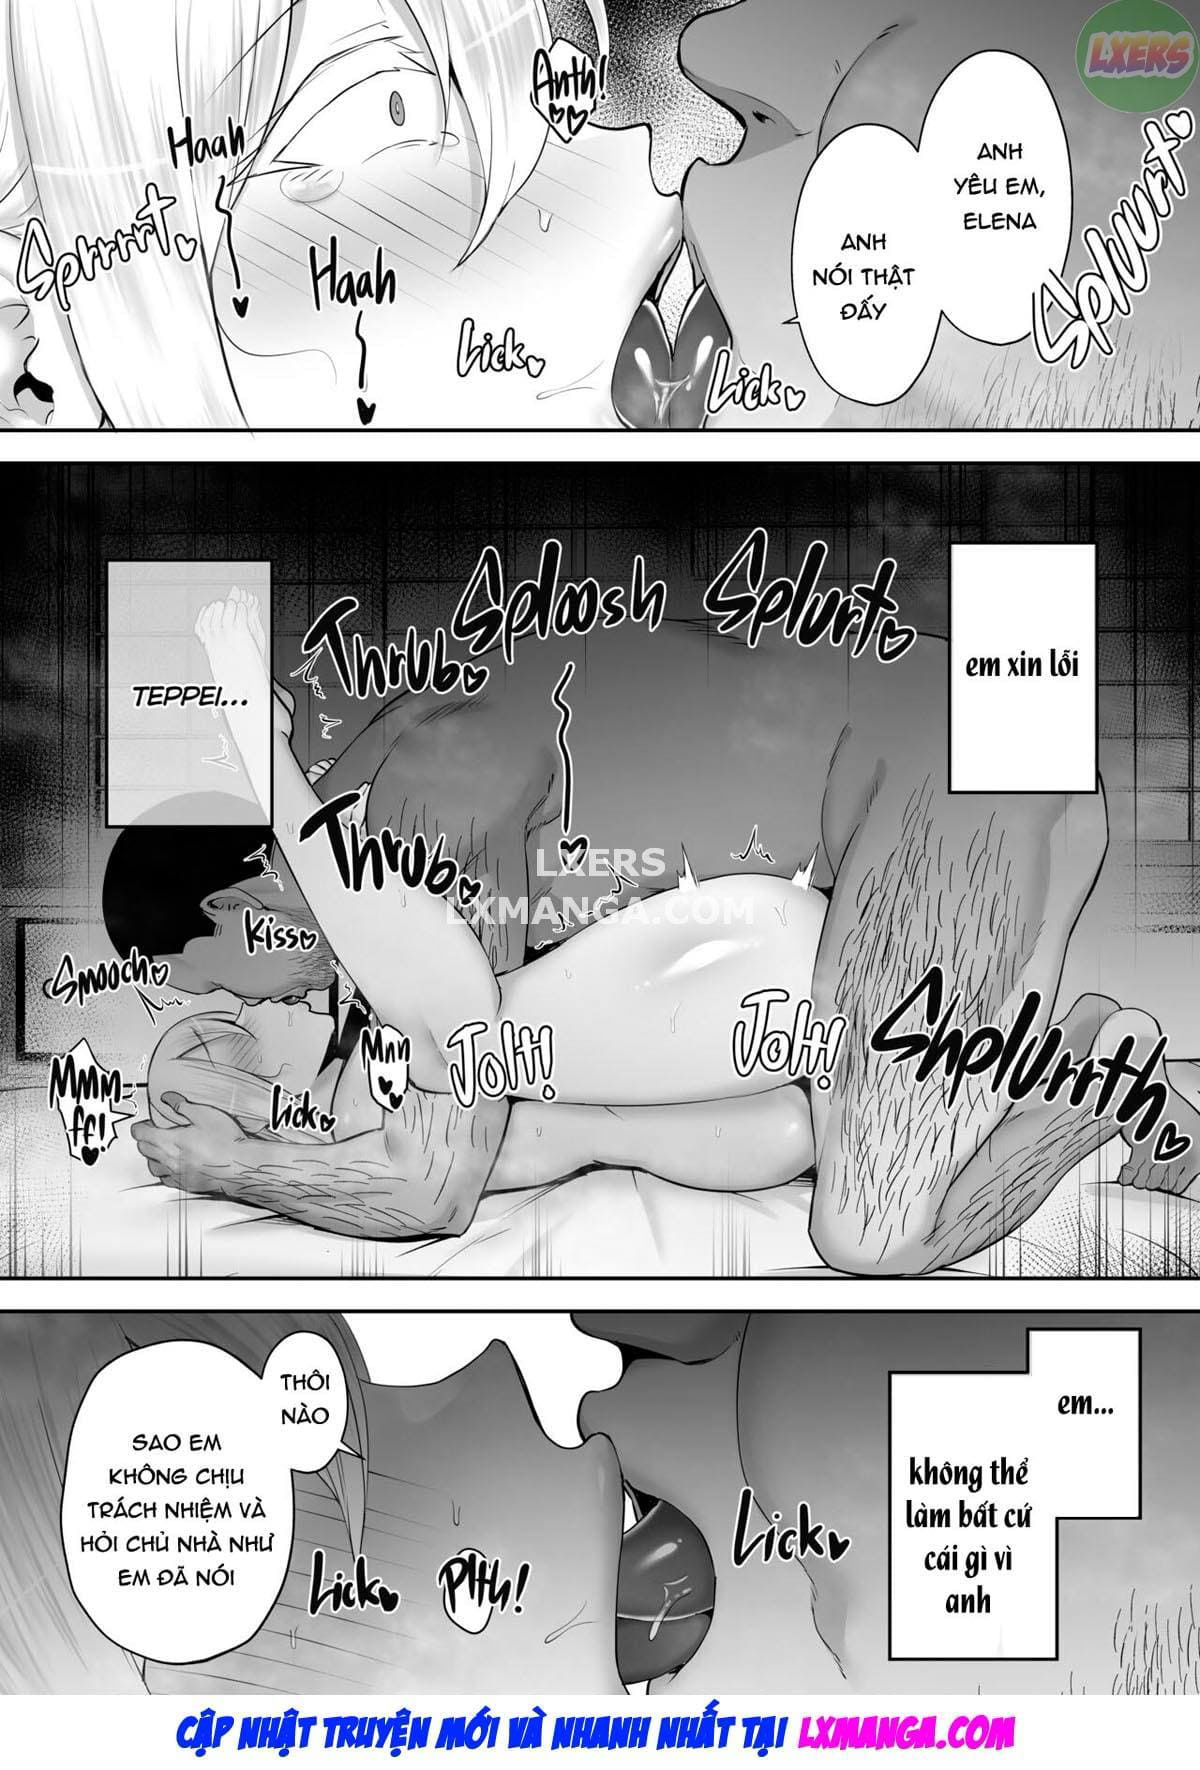 LXERS
ANH
YÊU EM,
ELENA
ANH
NÓI THẬT
ĐẤY
Splurt
Anth!
Haah
Haah
Sprrrrt
Lick
Lick
em xin lỗi
Splurt
Sploosh
Thrub
TEPPEI...
Thrub
LXERS
LXMANGA.COM
Kiss
Smooch
Mmm
ff!
Mnn
Lick
Jolt!
Jolt!
Shplurrrth
em...
không thể
làm bất cứ
cái gì vì
anh
THÔI
NÀO
SAO EM
KHÔNG CHỊU
TRÁCH NHIỆM VÀ
HỎI CHỦ NHÀ NHƯ
EM ĐÃ NÓI
Lick
Plth!
Lick
CẬP NHẬT TRUYỆN MỚI VÀ NHANH NHẤT TẠI LXMANGA.COM